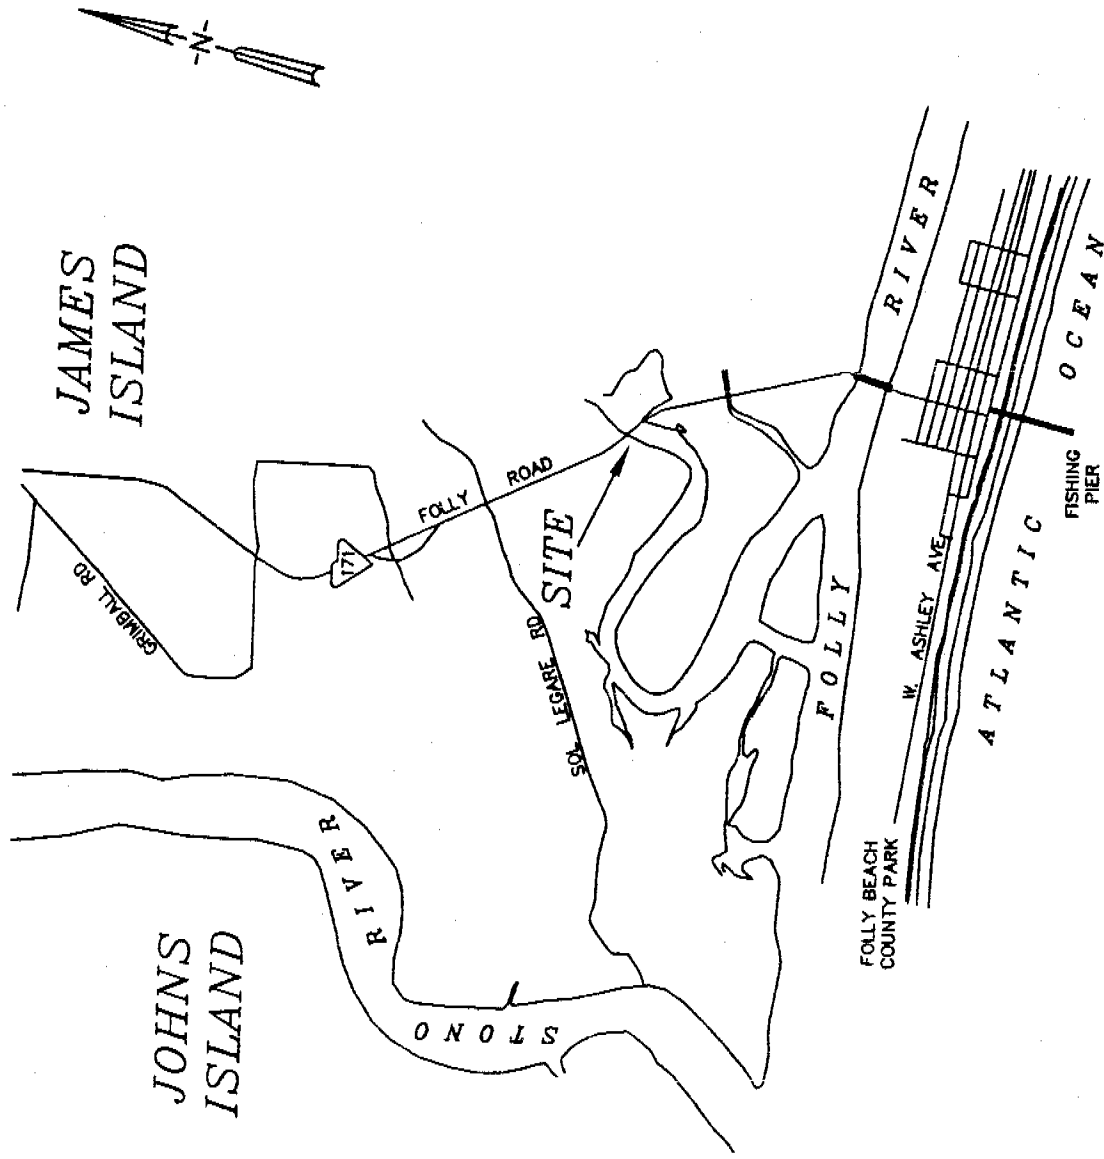 N
JAMES
ISLAND
JOHNS
ISLAND
GRIMBALL RD
171
FOLLY ROAD
SOL LEGARE RD
SITE
STONO RIVER
FOLLY RIVER
W. ASHLEY AVE
ATLANTIC OCEAN
FISHING
PIER
FOLLY BEACH
COUNTY PARK